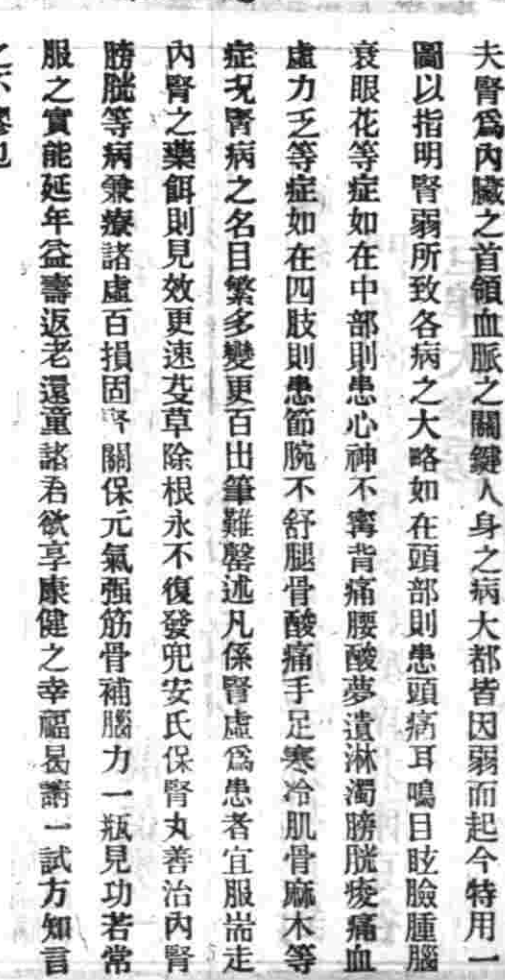 夫腎爲內臟之首領血脈之關鍵人身之病大都皆因弱而起今特用一
圖以指明腎弱所致各病之大略如在頭部則患頭痛耳鳴目眩臉腫腦
衰眼花等症如在中部則患心神不寗背痛腰酸夢遺淋濁膀胱痠痛血
虛力乏等症如在四肢則患節腕不舒腿骨酸痛手足寒冷肌骨麻木等
症况腎病之名目繁多變更百出筆難罄述凡係腎虛爲患者宜服耑走
內腎之藥餌則見效更速芟草除根永不復發兜安氏保腎丸善治內腎
膀胱等病兼療諸虛百損固腎關保元氣强筋骨補腦力一瓶見功若常
服之實能延年益壽返老還童諸君欲享康健之幸福曷請一試方知言
之不謬也